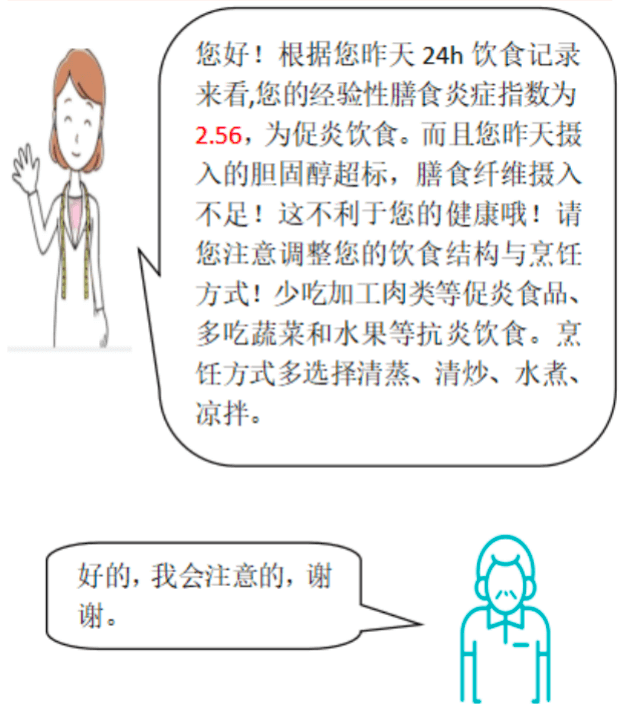 您好！根据您昨天 24h 饮食记录
来看,您的经验性膳食炎症指数为
2.56，为促炎饮食。而且您昨天摄
入的胆固醇超标，膳食纤维摄入
不足！这不利于您的健康哦！请
您注意调整您的饮食结构与烹饪
方式！少吃加工肉类等促炎食品、
多吃蔬菜和水果等抗炎饮食。烹
饪方式多选择清蒸、清炒、水煮、
凉拌。
好的，我会注意的，谢
谢。